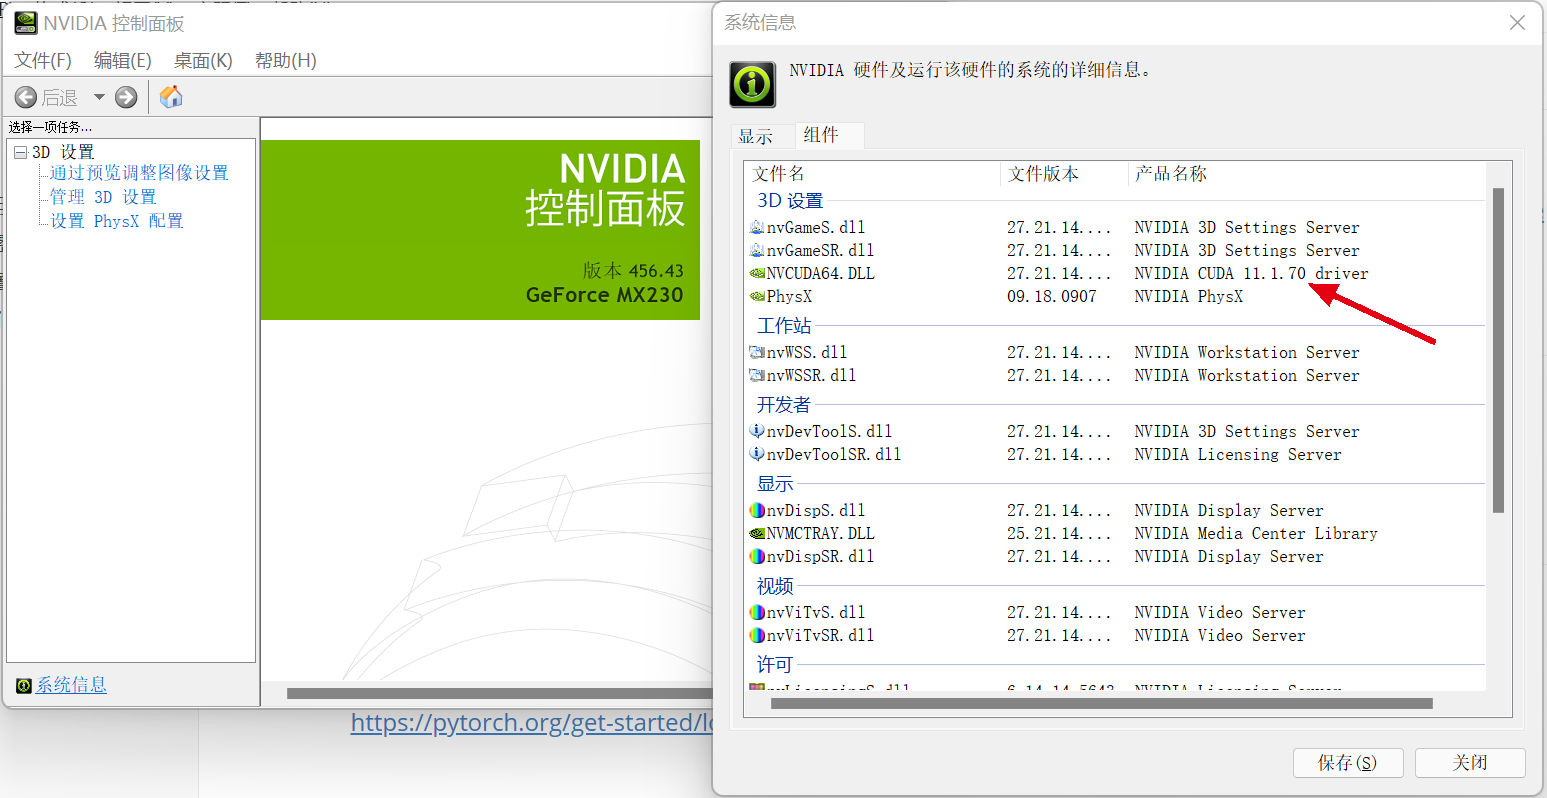 NVIDIA 控制面板
文件(F) 编辑(E) 桌面(K) 帮助(H)
后退
选择一项任务...
3D 设置
通过预览调整图像设置
管理 3D 设置
设置 PhysX 配置
系统信息
NVIDIA
控制面板
版本 456.43
GeForce MX230
https://pytorch.org/get-started/
系统信息
NVIDIA 硬件及运行该硬件的系统的详细信息。
显示 组件
文件名 文件版本 产品名称
3D 设置
nvGameS.dll 27.21.14.... NVIDIA 3D Settings Server
nvGameSR.dll 27.21.14.... NVIDIA 3D Settings Server
NVCUDA64.DLL 27.21.14.... NVIDIA CUDA 11.1.70 driver
PhysX 09.18.0907 NVIDIA PhysX
工作站
nvWSS.dll 27.21.14.... NVIDIA Workstation Server
nvWSSR.dll 27.21.14.... NVIDIA Workstation Server
开发者
nvDevToolS.dll 27.21.14.... NVIDIA 3D Settings Server
nvDevToolSR.dll 27.21.14.... NVIDIA Licensing Server
显示
nvDispS.dll 27.21.14.... NVIDIA Display Server
NVMCTRAY.DLL 25.21.14.... NVIDIA Media Center Library
nvDispSR.dll 27.21.14.... NVIDIA Display Server
视频
nvViTvS.dll 27.21.14.... NVIDIA Video Server
nvViTvSR.dll 27.21.14.... NVIDIA Video Server
许可
nvLicensingS.dll 6.14.14.5643 NVIDIA Licensing Server
保存(S) 关闭